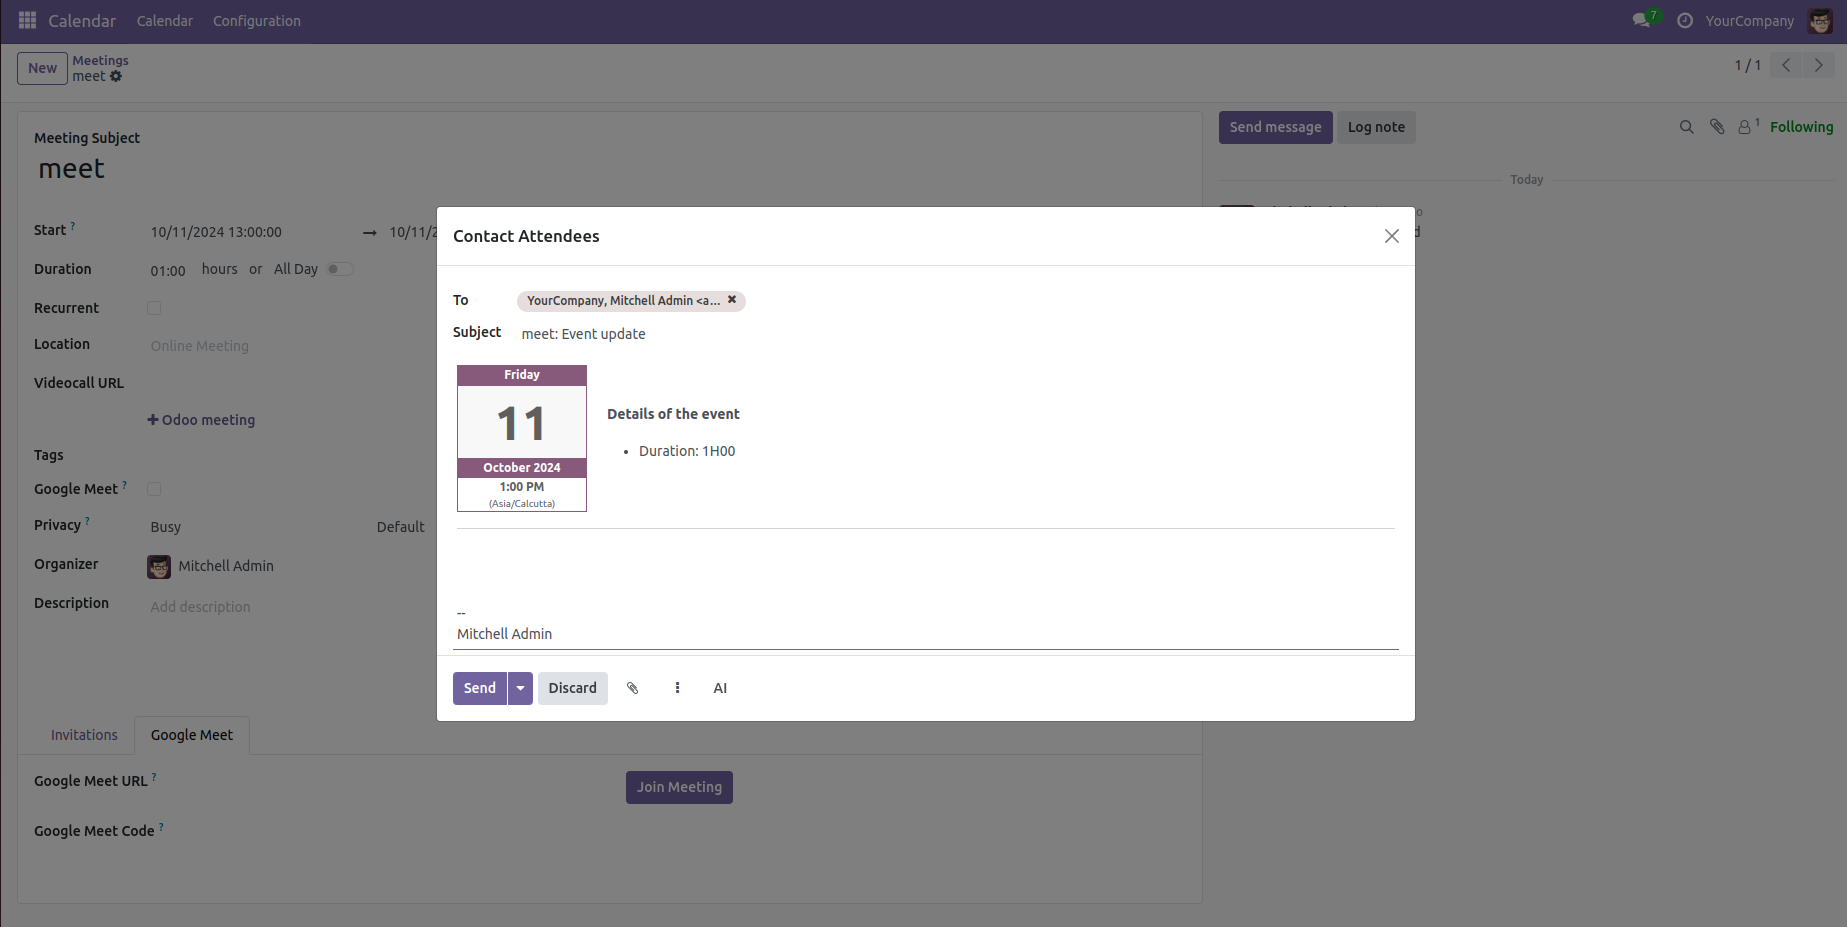 Calendar Calendar Configuration 7 YourCompany
New Meetings
meet
1 / 1
Meeting Subject
meet
Start ? 10/11/2024 13:00:00 → 10/11/2
Duration 01:00 hours or All Day
Recurrent
Location Online Meeting
Videocall URL
+ Odoo meeting
Tags
Google Meet ?
Privacy ? Busy Default
Organizer Mitchell Admin
Description Add description
Invitations Google Meet
Google Meet URL ? Join Meeting
Google Meet Code ?
Send message Log note 1 Following
Today
Contact Attendees
To YourCompany, Mitchell Admin <a...
Subject meet: Event update
Friday
11
October 2024
1:00 PM
(Asia/Calcutta)
Details of the event
• Duration: 1H00
--
Mitchell Admin
Send Discard AI